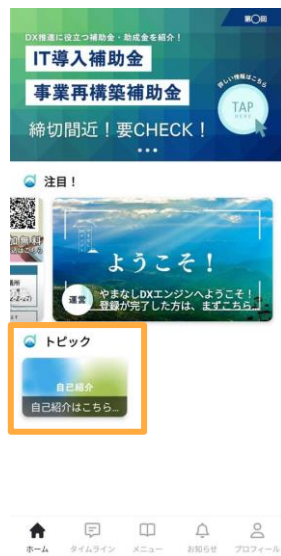 第〇回
DX推進に役立つ補助金・助成金を紹介！
IT導入補助金
事業再構築補助金
締切間近！要CHECK！
詳しい情報はこちら
TAP
HERE
注目！
ようこそ！
運営
やまなしDXエンジンへようこそ！
登録が完了した方は、まずこちら…
トピック
自己紹介
自己紹介はこちら...
ホーム
タイムライン
メニュー
お知らせ
プロフィール